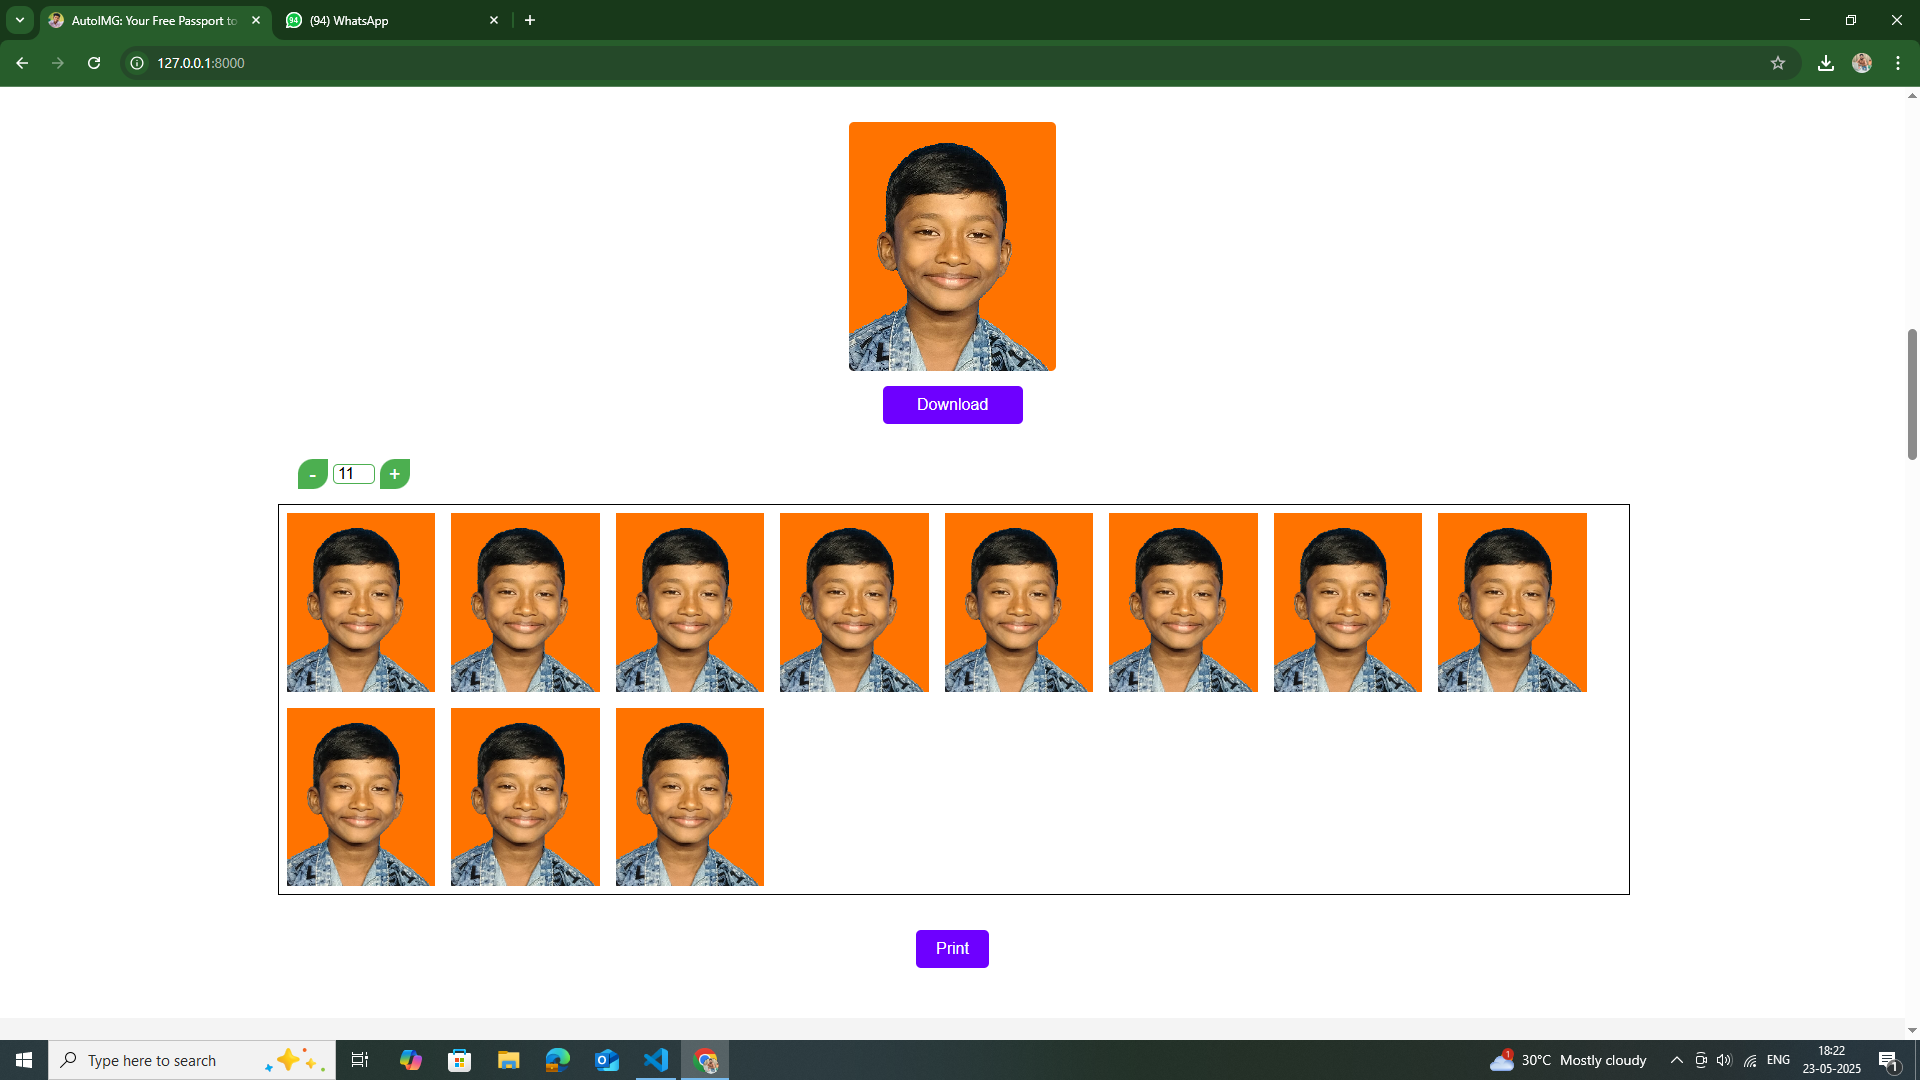 AutoIMG: Your Free Passport to
(94) WhatsApp
127.0.0.1:8000
Download
- 11 +
Print
Type here to search
30°C Mostly cloudy
ENG
18:22
23-05-2025